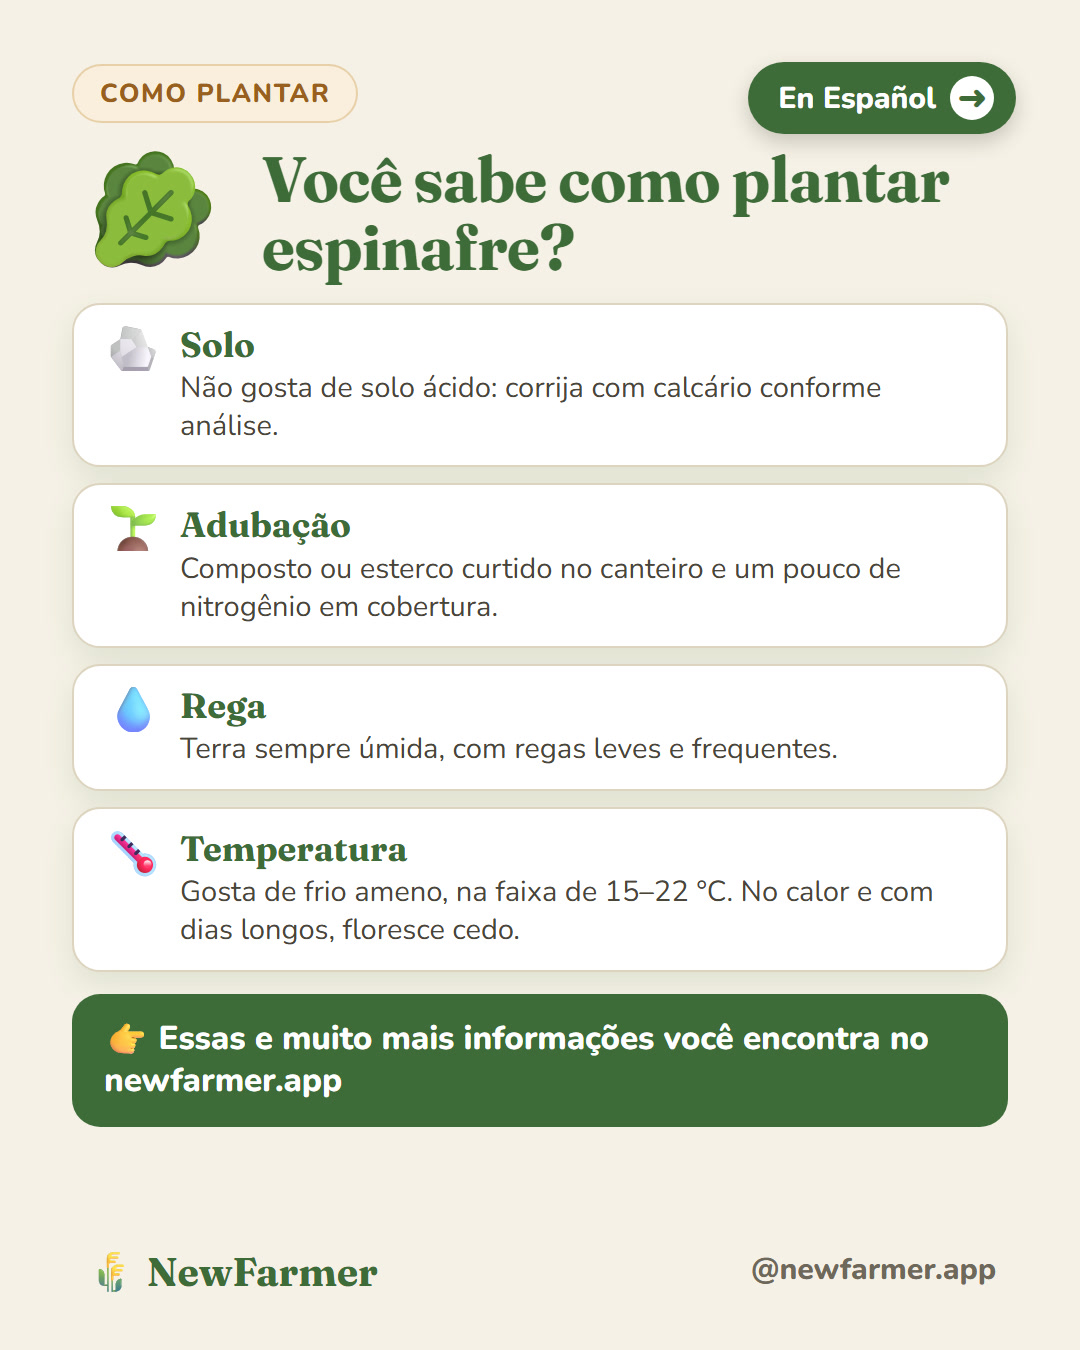 COMO PLANTAR
En Español
Você sabe como plantar
espinafre?
Solo
Não gosta de solo ácido: corrija com calcário conforme
análise.
Adubação
Composto ou esterco curtido no canteiro e um pouco de
nitrogênio em cobertura.
Rega
Terra sempre úmida, com regas leves e frequentes.
Temperatura
Gosta de frio ameno, na faixa de 15–22 °C. No calor e com
dias longos, floresce cedo.
Essas e muito mais informações você encontra no
newfarmer.app
NewFarmer
@newfarmer.app